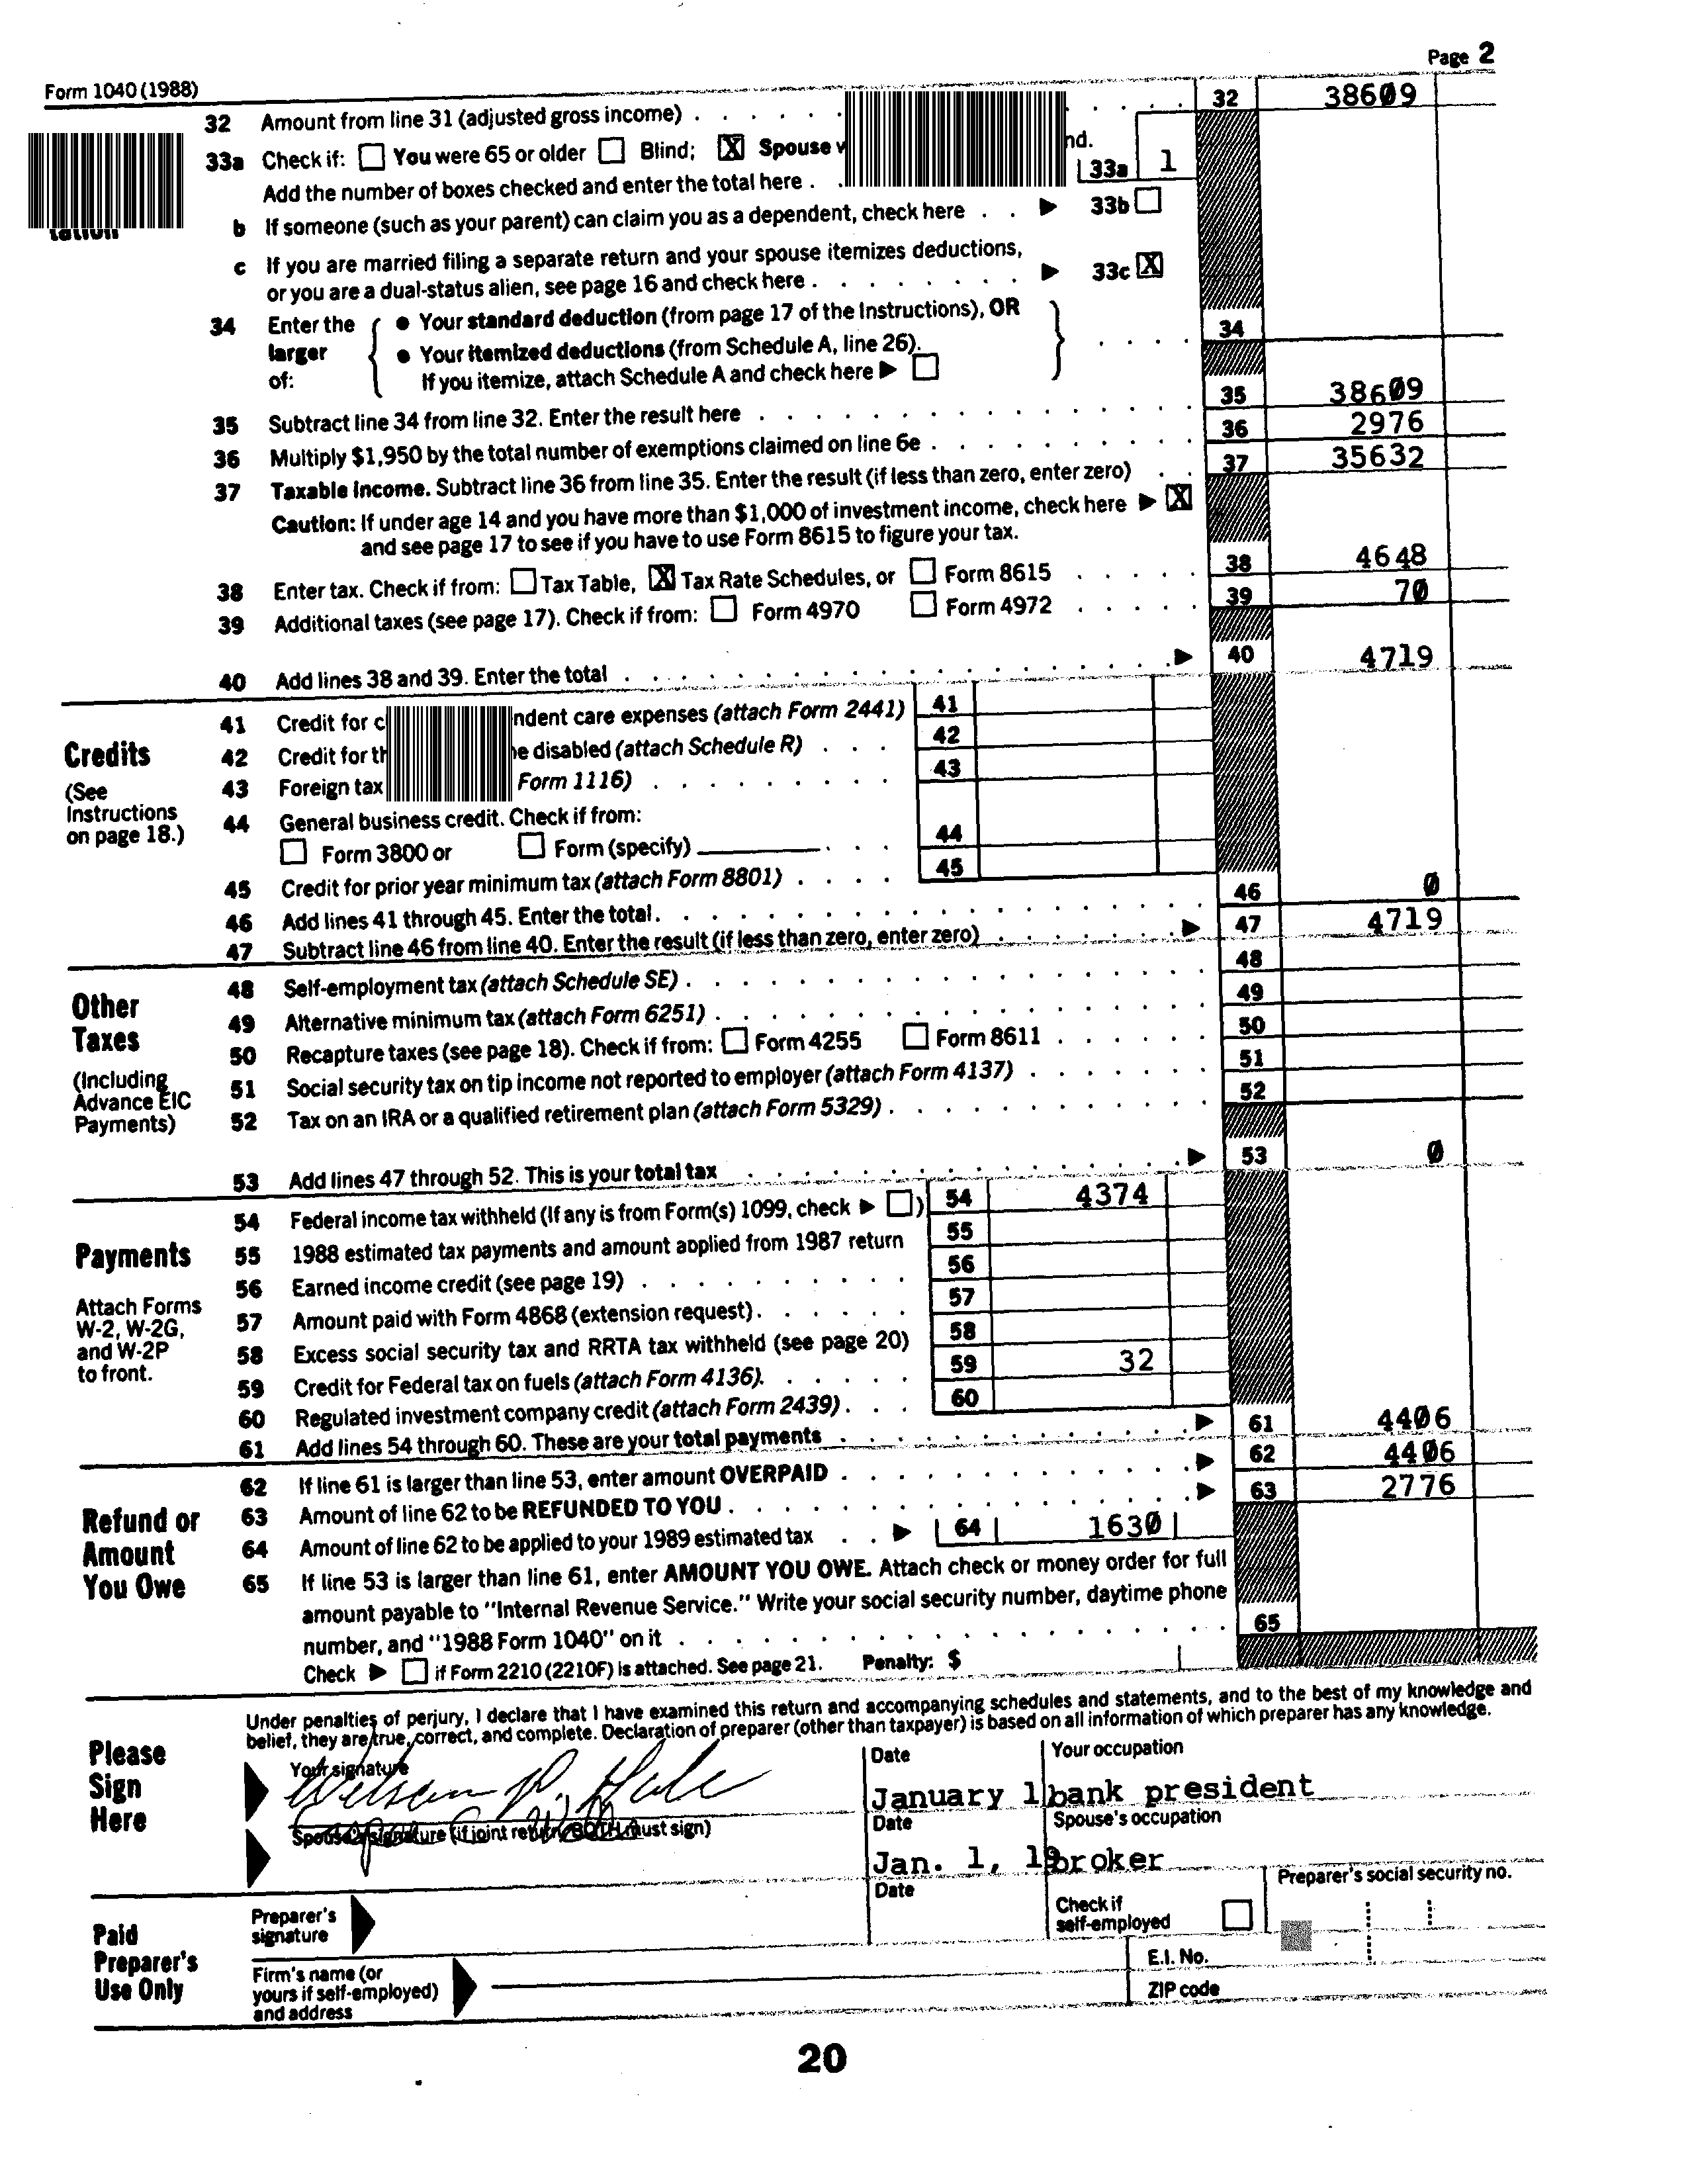 Page 2
Form 1040 (1988)
32 Amount from line 31 (adjusted gross income) . . . . . . 32 38609
33a Check if: You were 65 or older Blind; X Spouse nd.
Add the number of boxes checked and enter the total here . . 33a 1
b If someone (such as your parent) can claim you as a dependent, check here . . ▶ 33b
c If you are married filing a separate return and your spouse itemizes deductions,
or you are a dual-status alien, see page 16 and check here . . . . . . . . ▶ 33c X
34 Enter the larger of: { ● Your standard deduction (from page 17 of the Instructions), OR
● Your itemized deductions (from Schedule A, line 26).
If you itemize, attach Schedule A and check here ▶ } . . . . 34
35 Subtract line 34 from line 32. Enter the result here . . . . . . 35 38609
36 Multiply $1,950 by the total number of exemptions claimed on line 6e . . . . . . 36 2976
37 Taxable income. Subtract line 36 from line 35. Enter the result (if less than zero, enter zero) . . 37 35632
Caution: If under age 14 and you have more than $1,000 of investment income, check here ▶ X
and see page 17 to see if you have to use Form 8615 to figure your tax.
38 Enter tax. Check if from: Tax Table, X Tax Rate Schedules, or Form 8615 . . . . . 38 4648
39 Additional taxes (see page 17). Check if from: Form 4970 Form 4972 . . . . . 39 70
40 Add lines 38 and 39. Enter the total . . . . . . ▶ 40 4719
Credits
(See
Instructions
on page 18.)
41 Credit for c ndent care expenses (attach Form 2441) 41
42 Credit for th e disabled (attach Schedule R) . . . 42
43 Foreign tax Form 1116) . . . . . . 43
44 General business credit. Check if from:
Form 3800 or Form (specify) . . . 44
45 Credit for prior year minimum tax (attach Form 8801) . . . . 45
46 Add lines 41 through 45. Enter the total . . . . . . 46 0
47 Subtract line 46 from line 40. Enter the result (if less than zero, enter zero) . . . . . . ▶ 47 4719
Other
Taxes
(Including
Advance EIC
Payments)
48 Self-employment tax (attach Schedule SE) . . . . . . 48
49 Alternative minimum tax (attach Form 6251) . . . . . . 49
50 Recapture taxes (see page 18). Check if from: Form 4255 Form 8611 . . . . . . 50
51 Social security tax on tip income not reported to employer (attach Form 4137) . . . . . . 51
52 Tax on an IRA or a qualified retirement plan (attach Form 5329) . . . . . . 52
53 Add lines 47 through 52. This is your total tax . . . . . . ▶ 53 0
Payments
Attach Forms
W-2, W-2G,
and W-2P
to front.
54 Federal income tax withheld (If any is from Form(s) 1099, check ▶ ) 54 4374
55 1988 estimated tax payments and amount applied from 1987 return 55
56 Earned income credit (see page 19) . . . . . . 56
57 Amount paid with Form 4868 (extension request) . . . . . . 57
58 Excess social security tax and RRTA tax withheld (see page 20) 58
59 Credit for Federal tax on fuels (attach Form 4136) . . . . . . 59 32
60 Regulated investment company credit (attach Form 2439) . . . 60
61 Add lines 54 through 60. These are your total payments . . . . . . ▶ 61 4406
Refund or
Amount
You Owe
62 If line 61 is larger than line 53, enter amount OVERPAID . . . . . . ▶ 62 4406
63 Amount of line 62 to be REFUNDED TO YOU . . . . . . ▶ 63 2776
64 Amount of line 62 to be applied to your 1989 estimated tax . . ▶ 64 1630
65 If line 53 is larger than line 61, enter AMOUNT YOU OWE. Attach check or money order for full
amount payable to "Internal Revenue Service." Write your social security number, daytime phone
number, and "1988 Form 1040" on it . . . . . . 65
Check ▶ if Form 2210 (2210F) is attached. See page 21. Penalty: $
Please
Sign
Here
Under penalties of perjury, I declare that I have examined this return and accompanying schedules and statements, and to the best of my knowledge and
belief, they are true, correct, and complete. Declaration of preparer (other than taxpayer) is based on all information of which preparer has any knowledge.
Your signature Date Your occupation
January 1 bank president
Spouse's signature (if joint return, BOTH must sign) Date Spouse's occupation
Jan. 1, 19 broker
Paid
Preparer's
Use Only
Preparer's
signature
Date
Check if
self-employed
Preparer's social security no.
Firm's name (or
yours if self-employed)
and address
E.I. No.
ZIP code
20